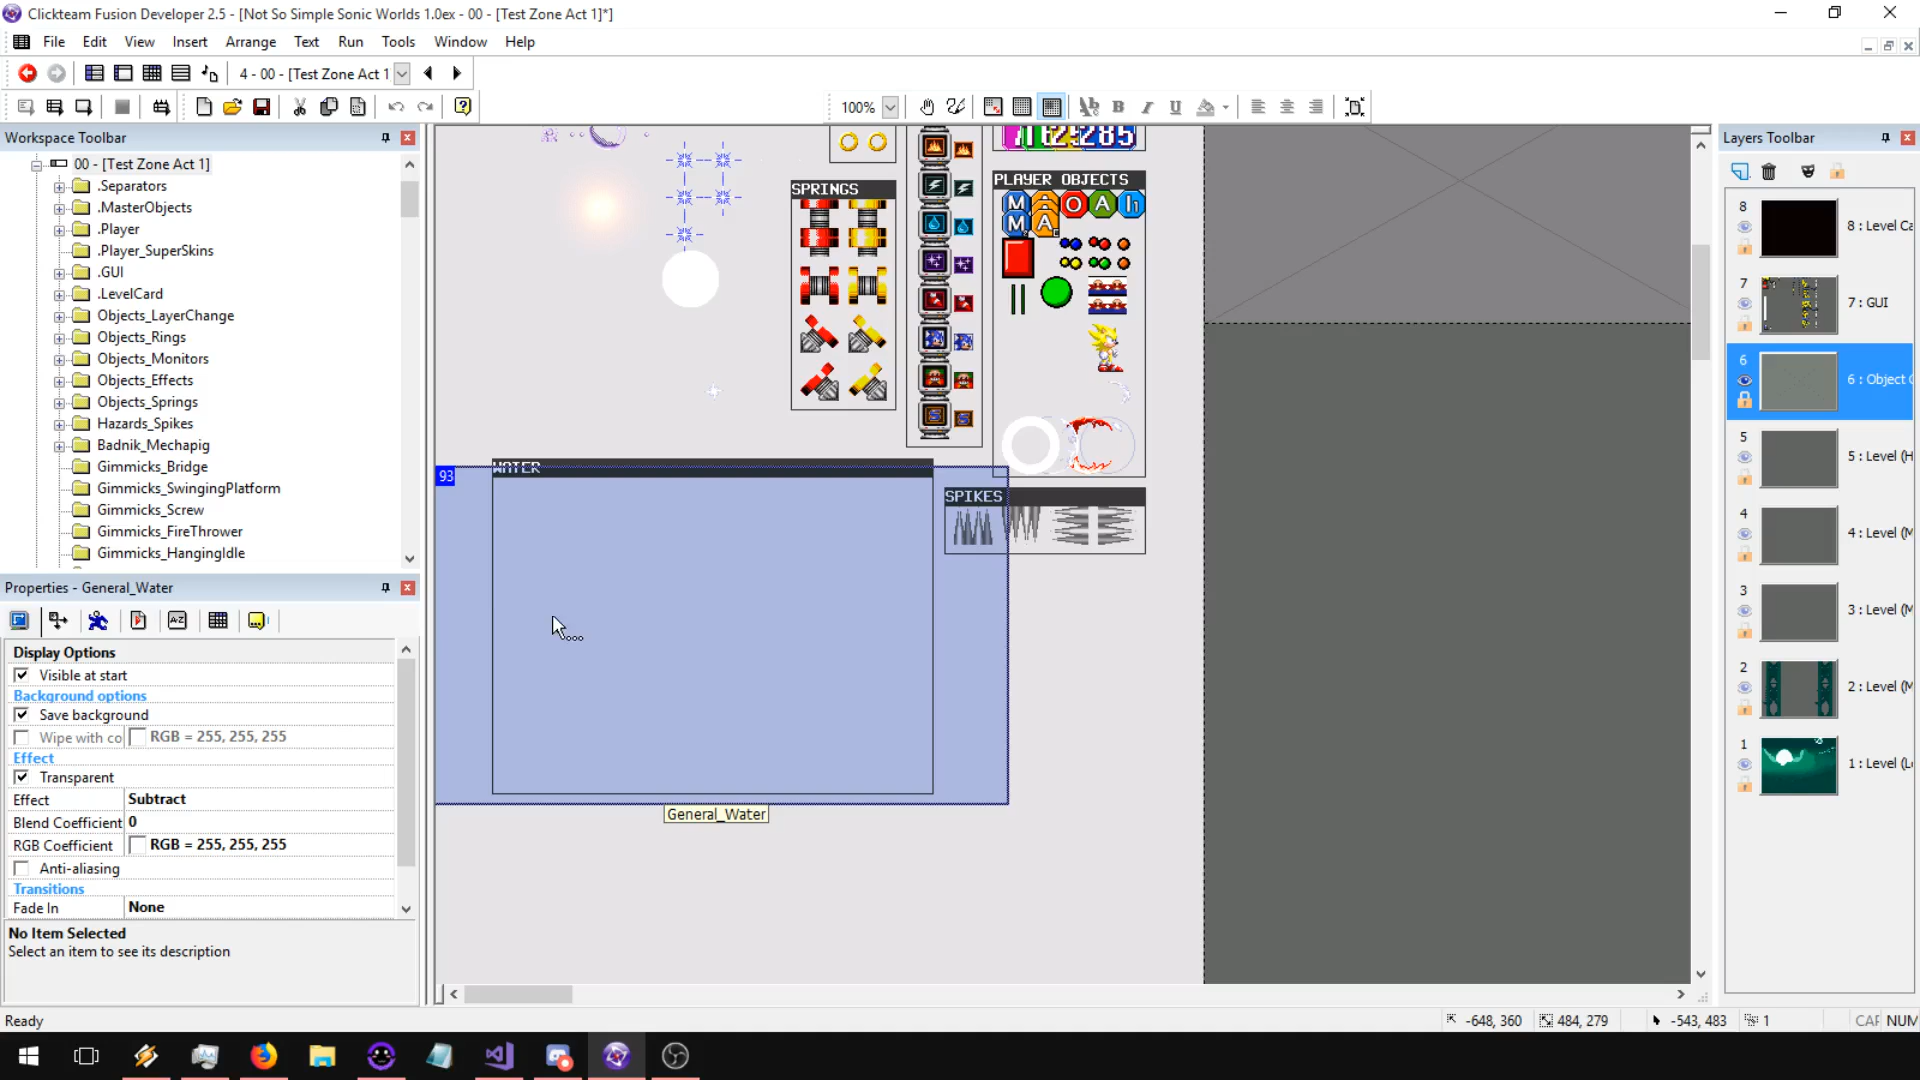 Clickteam Fusion Developer 2.5 - [Not So Simple Sonic Worlds 1.0ex - 00 - [Test Zone Act 1]*]
File Edit View Insert Arrange Text Run Tools Window Help
4 - 00 - [Test Zone Act 1
100%
Workspace Toolbar
00 - [Test Zone Act 1]
.Separators
.MasterObjects
.Player
.Player_SuperSkins
.GUI
.LevelCard
Objects_LayerChange
Objects_Rings
Objects_Monitors
Objects_Effects
Objects_Springs
Hazards_Spikes
Badnik_Mechapig
Gimmicks_Bridge
Gimmicks_SwingingPlatform
Gimmicks_Screw
Gimmicks_FireThrower
Gimmicks_HangingIdle
Properties - General_Water
Display Options
Visible at start
Background options
Save background
Wipe with co RGB = 255, 255, 255
Effect
Transparent
Effect Subtract
Blend Coefficient 0
RGB Coefficient RGB = 255, 255, 255
Anti-aliasing
Transitions
Fade In None
No Item Selected
Select an item to see its description
SPRINGS
PLAYER OBJECTS
93
WATER
SPIKES
General_Water
Layers Toolbar
8
8 : Level Ca
7
7 : GUI
6
6 : Object
5
5 : Level (H
4
4 : Level (M
3
3 : Level (M
2
2 : Level (M
1
1 : Level (L
Ready
-648, 360 484, 279 -543, 483 1 CAP NUM